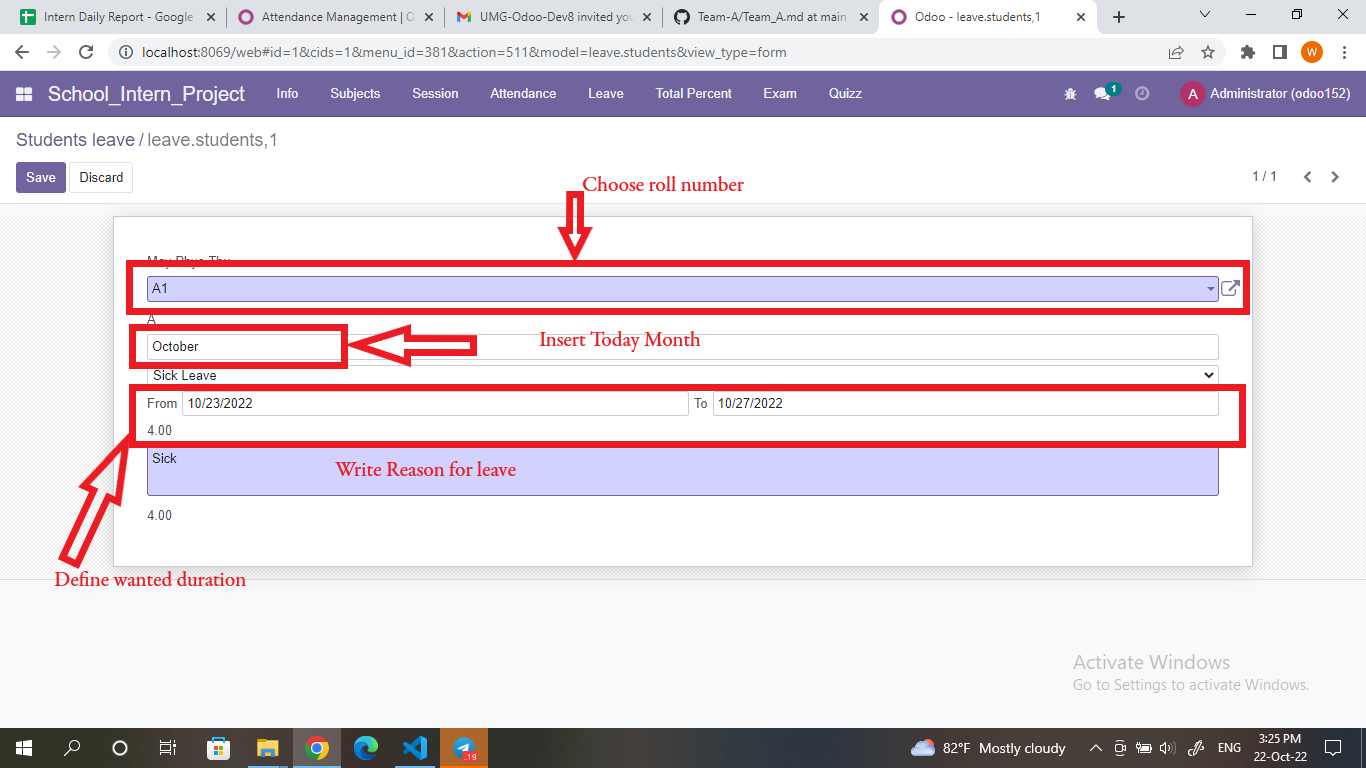 Intern Daily Report - Google
Attendance Management | O
UMG-Odoo-Dev8 invited you
Team-A/Team_A.md at main
Odoo - leave.students,1
localhost:8069/web#id=1&cids=1&menu_id=381&action=511&model=leave.students&view_type=form
W
School_Intern_Project
Info
Subjects
Session
Attendance
Leave
Total Percent
Exam
Quizz
1
A
Administrator (odoo152)
Students leave / leave.students,1
Save
Discard
1 / 1
Choose roll number
May Phyo Thu
A1
A
October
Insert Today Month
Sick Leave
From 10/23/2022 To 10/27/2022
4.00
Sick
Write Reason for leave
4.00
Define wanted duration
Activate Windows
Go to Settings to activate Windows.
..19
82°F Mostly cloudy
ENG
3:25 PM
22-Oct-22